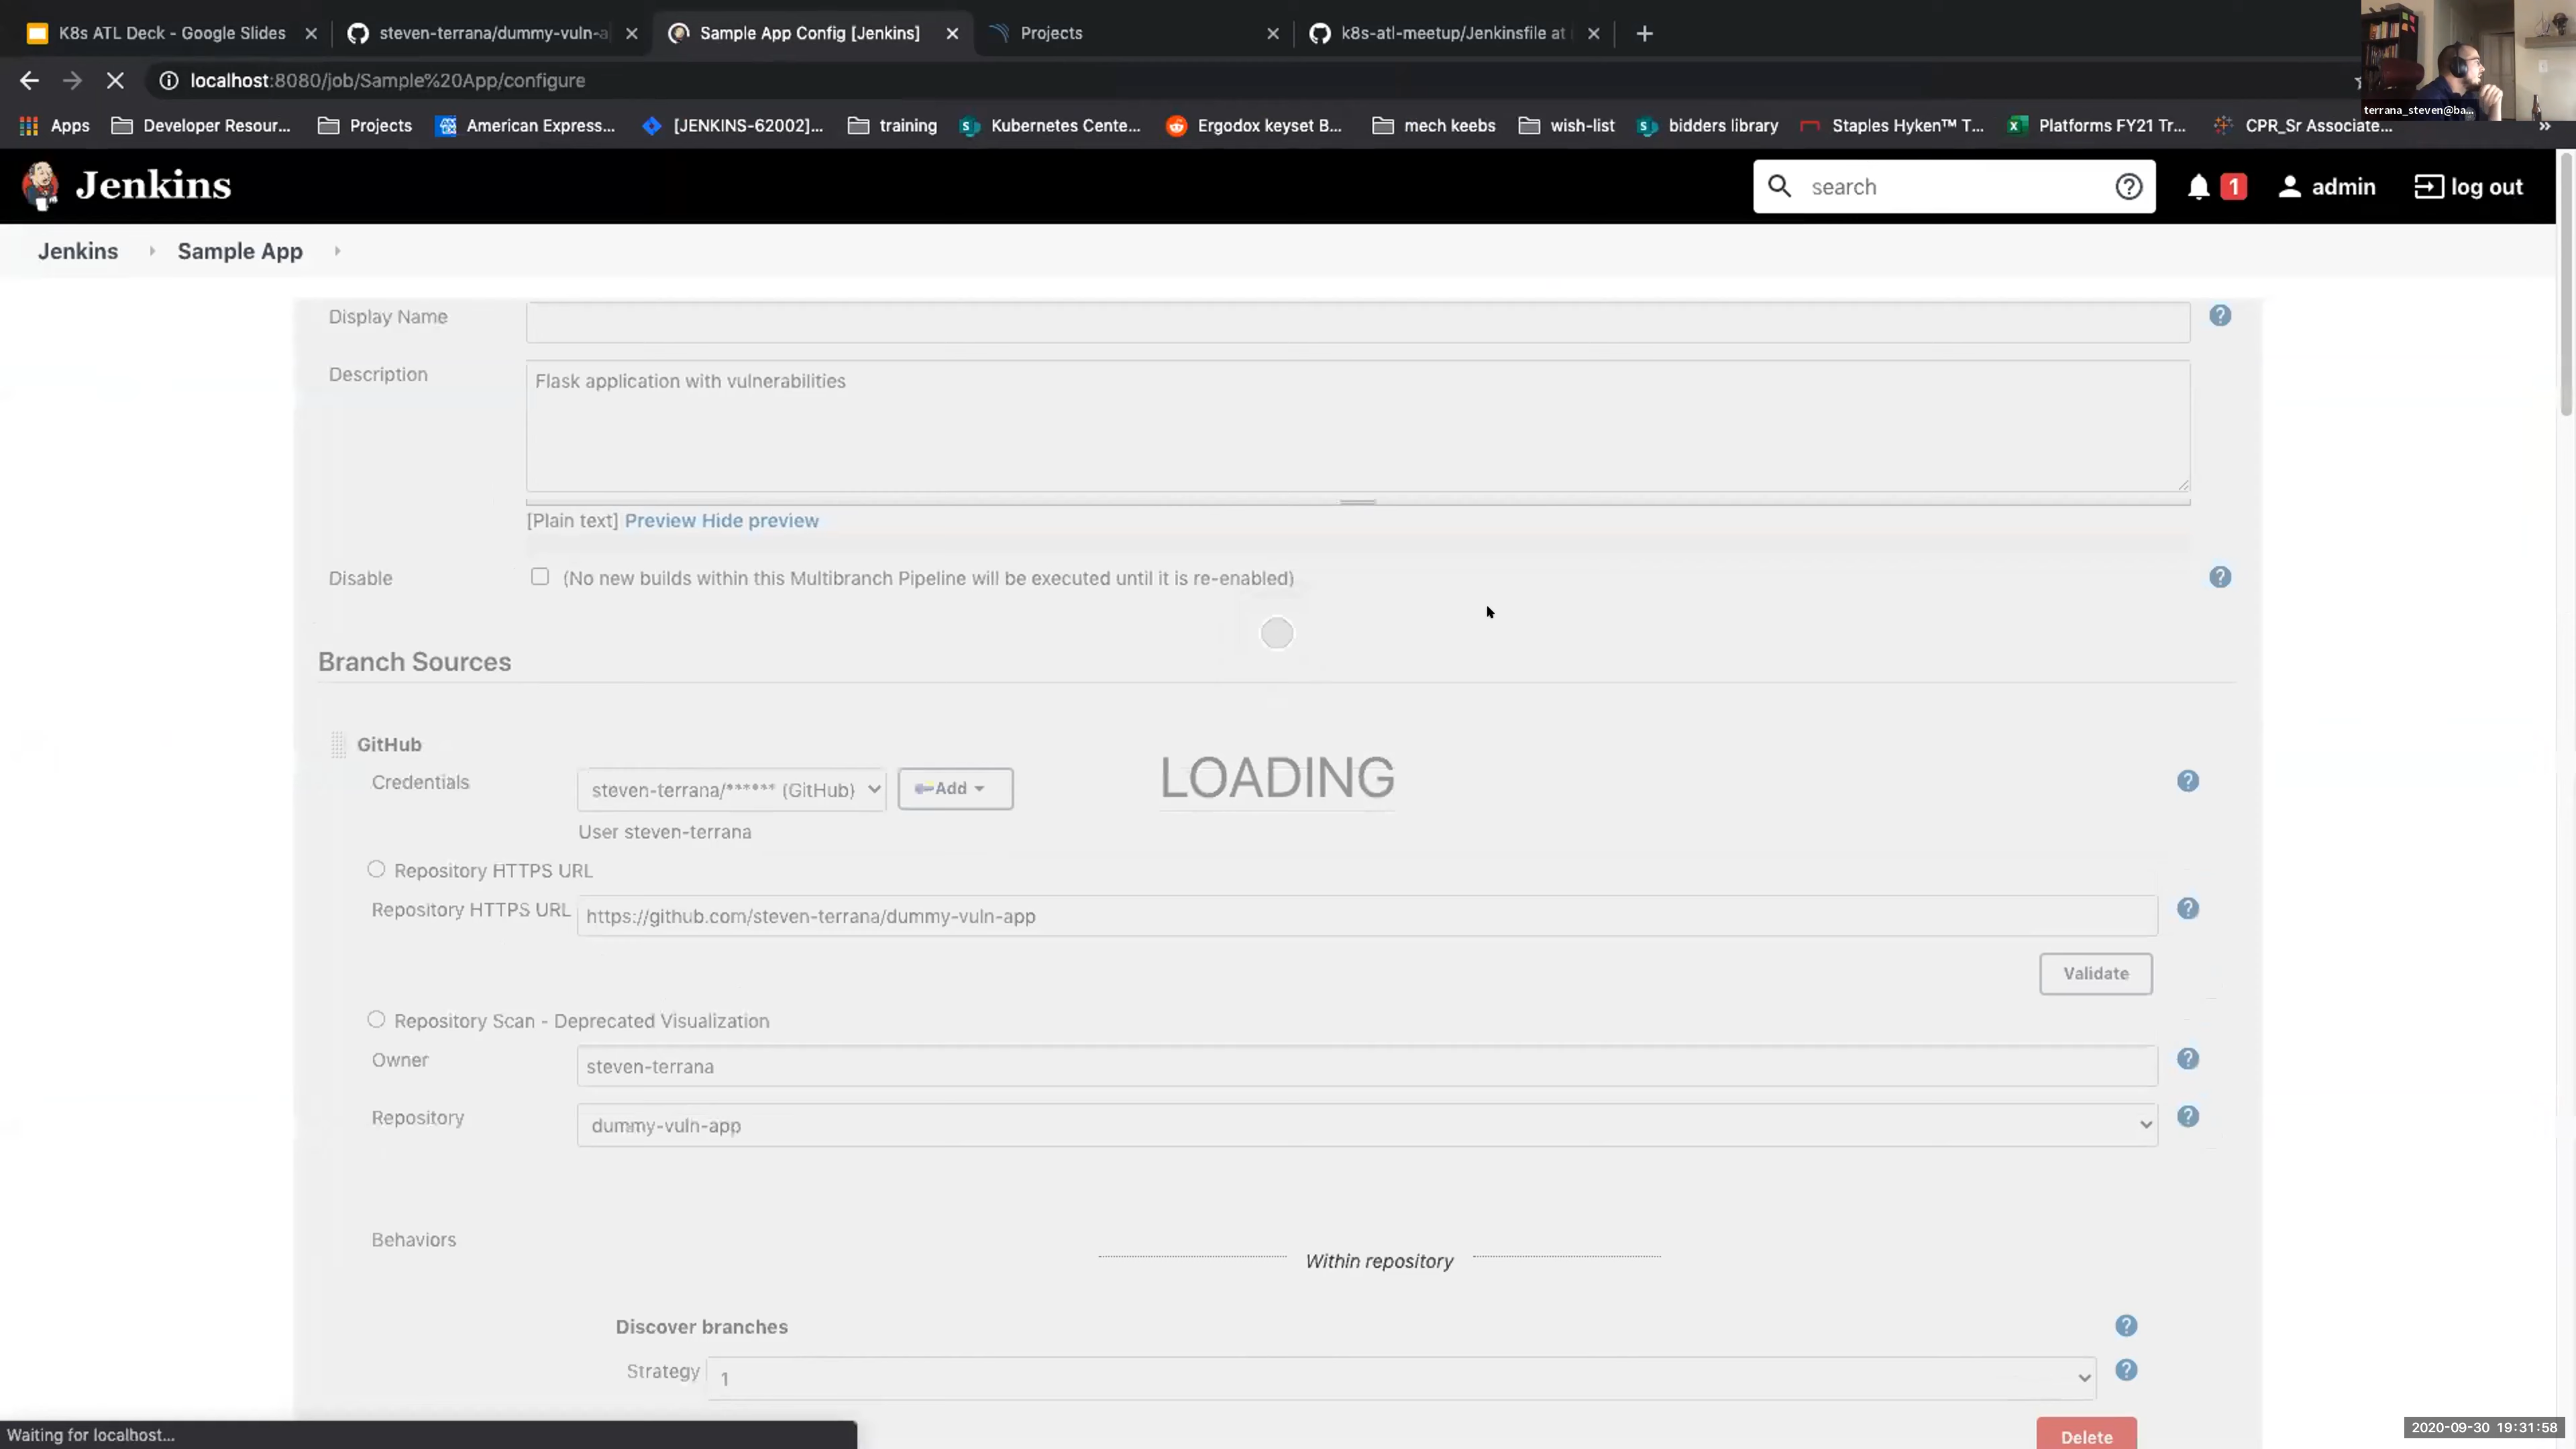 K8s ATL Deck - Google Slides
steven-terrana/dummy-vuln-a
Sample App Config [Jenkins]
Projects
k8s-atl-meetup/Jenkinsfile at
localhost:8080/job/Sample%20App/configure
terrana_steven@ba...
Apps
Developer Resour...
Projects
American Express...
[JENKINS-62002]...
training
Kubernetes Cente...
Ergodox keyset B...
mech keebs
wish-list
bidders library
Staples Hyken™ T...
Platforms FY21 Tr...
CPR_Sr Associate...
»
Jenkins
search
1
admin
log out
Jenkins
Sample App
Display Name
Description
Flask application with vulnerabilities
[Plain text] Preview Hide preview
Disable
(No new builds within this Multibranch Pipeline will be executed until it is re-enabled)
Branch Sources
GitHub
LOADING
Credentials
steven-terrana/****** (GitHub)
Add
User steven-terrana
Repository HTTPS URL
Repository HTTPS URL
https://github.com/steven-terrana/dummy-vuln-app
Validate
Repository Scan - Deprecated Visualization
Owner
steven-terrana
Repository
dummy-vuln-app
Behaviors
Within repository
Discover branches
Strategy
1
Delete
Waiting for localhost...
2020-09-30 19:31:58